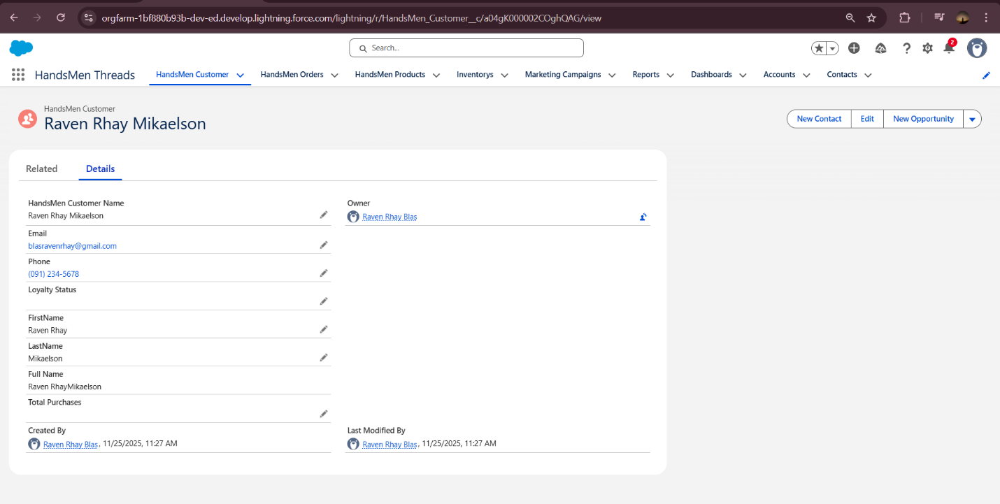 orgfarm-1bf880b93b-dev-ed.develop.lightning.force.com/lightning/r/HandsMen_Customer__c/a04gK000002COghQAG/view
Search...
2
HandsMen Threads HandsMen Customer HandsMen Orders HandsMen Products Inventorys Marketing Campaigns Reports Dashboards Accounts Contacts
HandsMen Customer
Raven Rhay Mikaelson
New Contact Edit New Opportunity
Related Details
HandsMen Customer Name Owner
Raven Rhay Mikaelson Raven Rhay Blas
Email
blasravenrhay@gmail.com
Phone
(091) 234-5678
Loyalty Status
FirstName
Raven Rhay
LastName
Mikaelson
Full Name
Raven RhayMikaelson
Total Purchases
Created By Last Modified By
Raven Rhay Blas, 11/25/2025, 11:27 AM Raven Rhay Blas, 11/25/2025, 11:27 AM